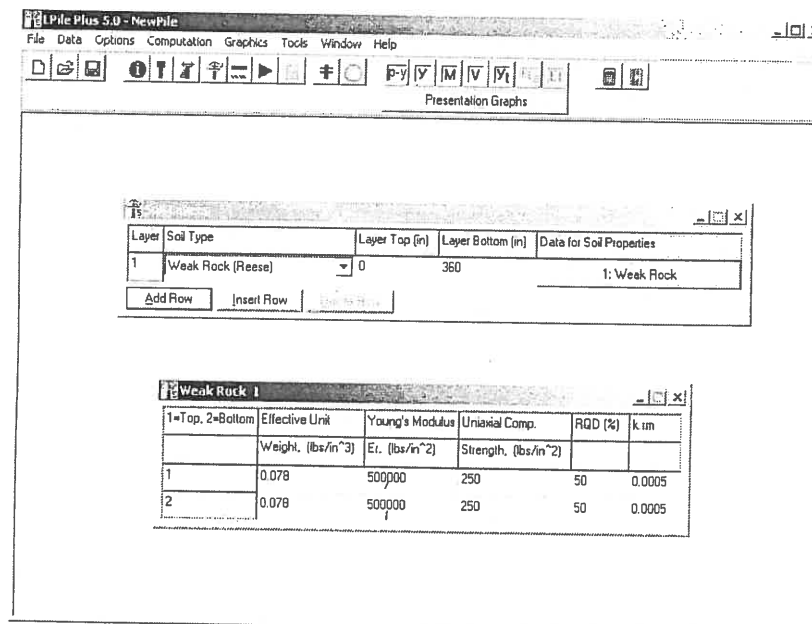 LPile Plus 5.0 - NewPile
File Data Options Computation Graphics Tools Window Help
p-y y M V yt
Presentation Graphs
Layer Soil Type Layer Top (in) Layer Bottom (in) Data for Soil Properties
1 Weak Rock (Reese) 0 360 1: Weak Rock
Add Row Insert Row
Weak Rock 1
1=Top, 2=Bottom Effective Unit Young's Modulus Uniaxial Comp. RQD (%) k rm
Weight, (lbs/in^3) Er. (lbs/in^2) Strength, (lbs/in^2)
1 0.078 500000 250 50 0.0005
2 0.078 500000 250 50 0.0005